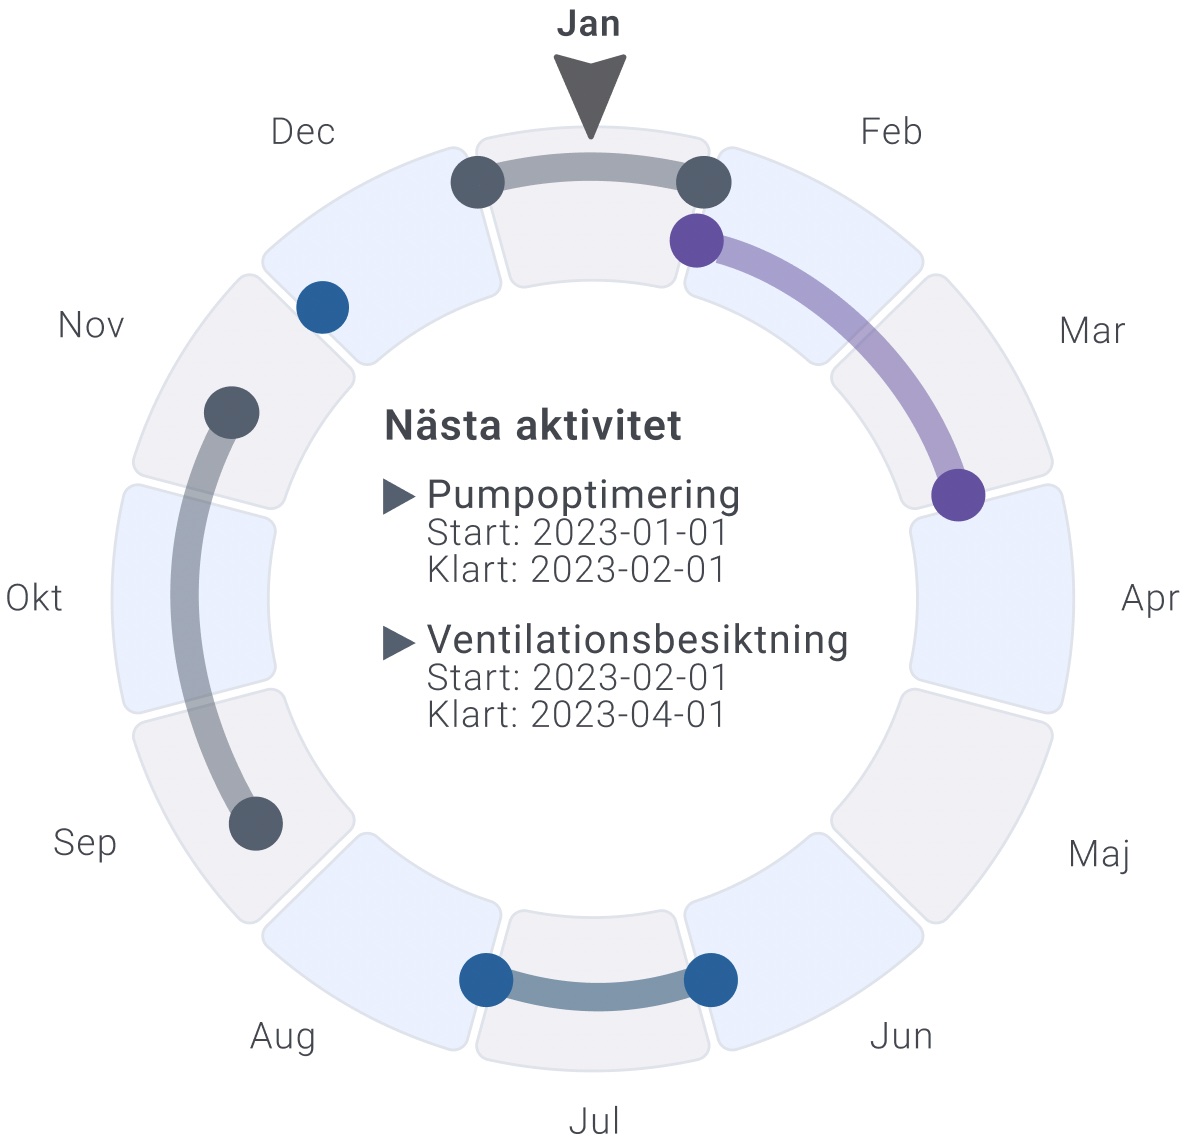 Jan
Feb
Mar
Apr
Maj
Jun
Jul
Aug
Sep
Okt
Nov
Dec
Nästa aktivitet
Pumpoptimering
Start: 2023-01-01
Klart: 2023-02-01
Ventilationsbesiktning
Start: 2023-02-01
Klart: 2023-04-01